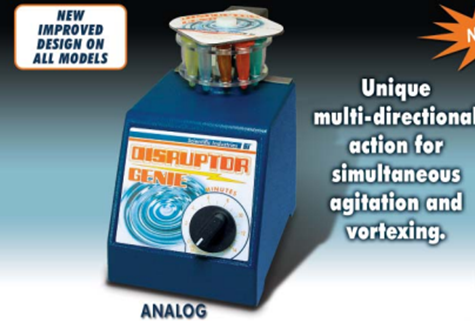 NEW
IMPROVED
DESIGN ON
ALL MODELS
Unique
multi-directional
action for
simultaneous
agitation and
vortexing.
Scientific Industries
DISRUPTOR
GENIE
MINUTES
ANALOG